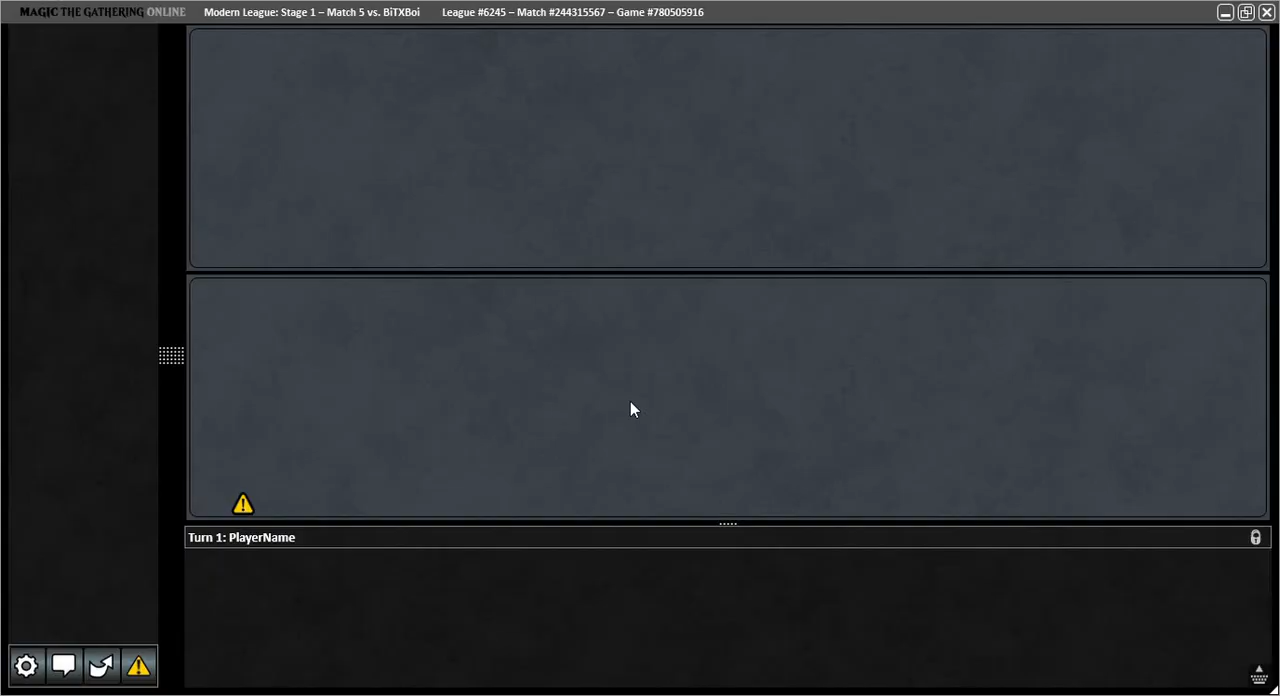 MAGIC THE GATHERING ONLINE Modern League: Stage 1 – Match 5 vs. BiTXBoi League #6245 – Match #244315567 – Game #780505916
Turn 1: PlayerName